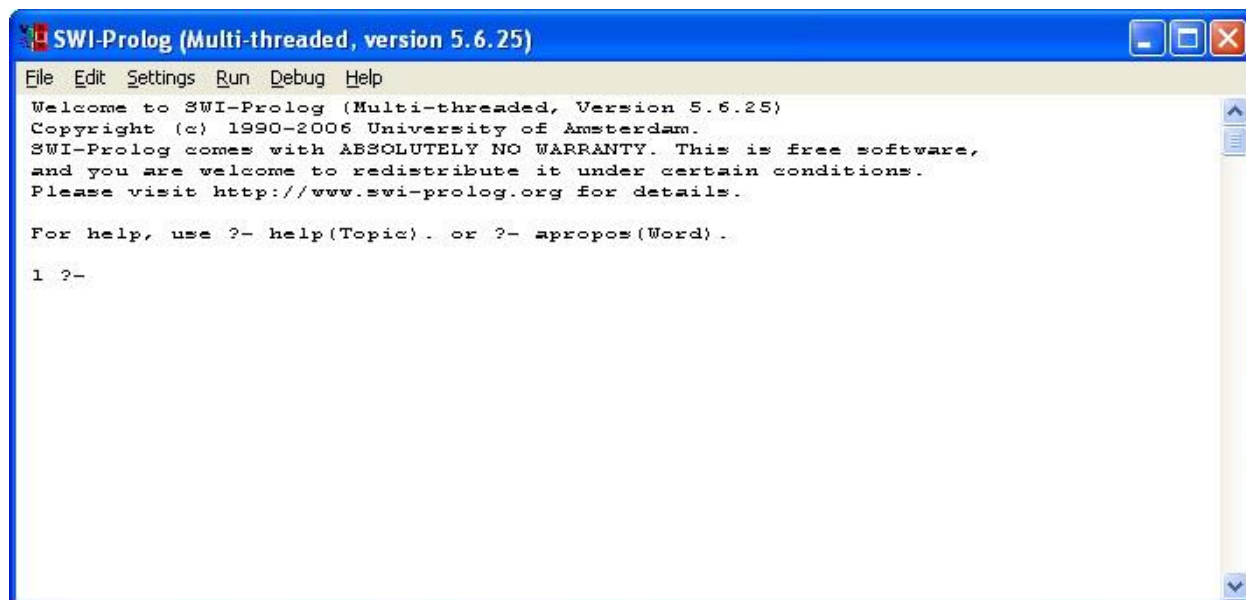 SWI-Prolog (Multi-threaded, version 5.6.25)
File Edit Settings Run Debug Help
Welcome to SWI-Prolog (Multi-threaded, Version 5.6.25)
Copyright (c) 1990-2006 University of Amsterdam.
SWI-Prolog comes with ABSOLUTELY NO WARRANTY. This is free software,
and you are welcome to redistribute it under certain conditions.
Please visit http://www.swi-prolog.org for details.
For help, use ?- help(Topic). or ?- apropos(Word).
1 ?-